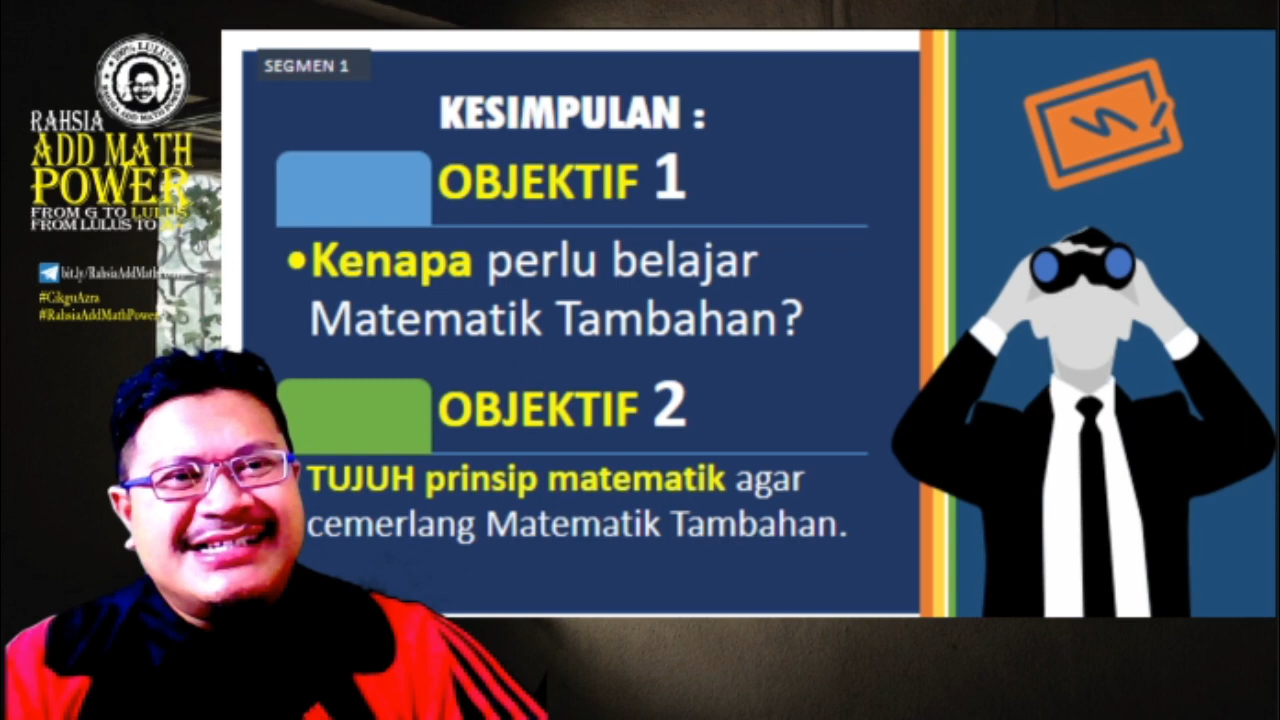 RAHSIA
ADD MATH
POWER
FROM G TO LULUS
FROM LULUS TO
#CikguAzra
#RahsiaAddMathPower
SEGMEN 1
KESIMPULAN :
OBJEKTIF 1
•Kenapa perlu belajar
Matematik Tambahan?
OBJEKTIF 2
TUJUH prinsip matematik agar
cemerlang Matematik Tambahan.